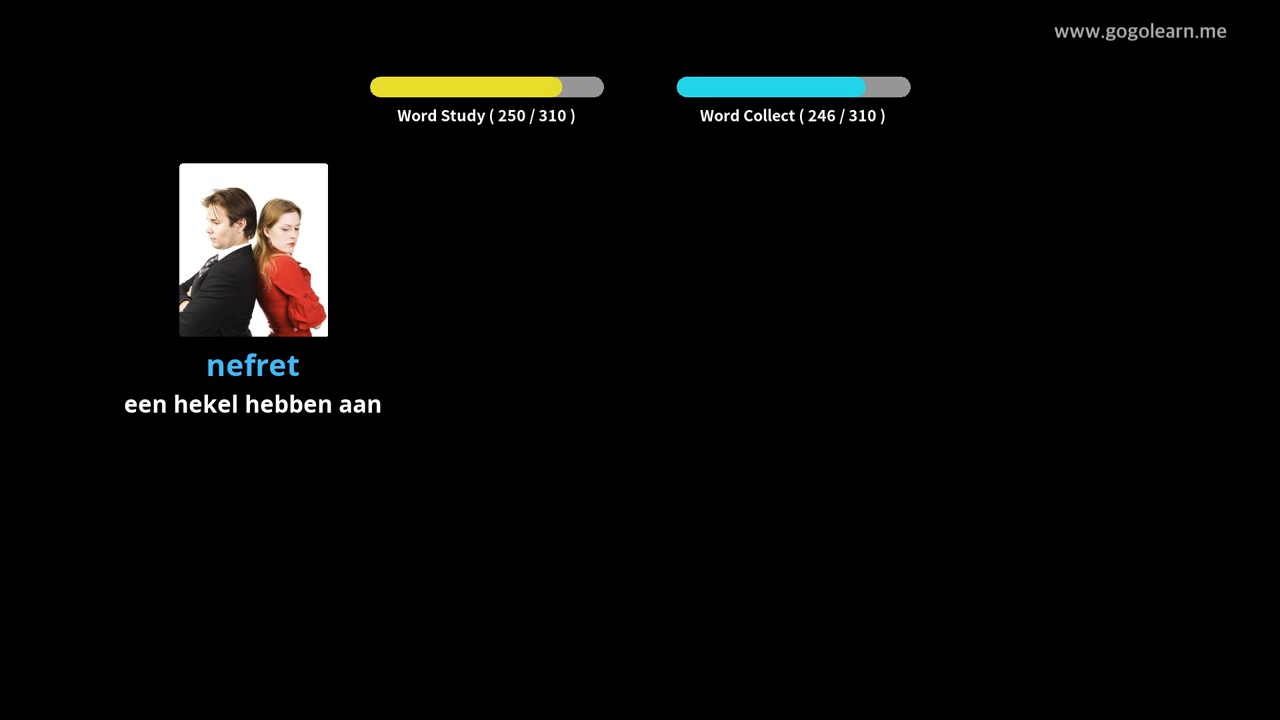 www.gogolearn.me
Word Study ( 250 / 310 )
Word Collect ( 246 / 310 )
nefret
een hekel hebben aan